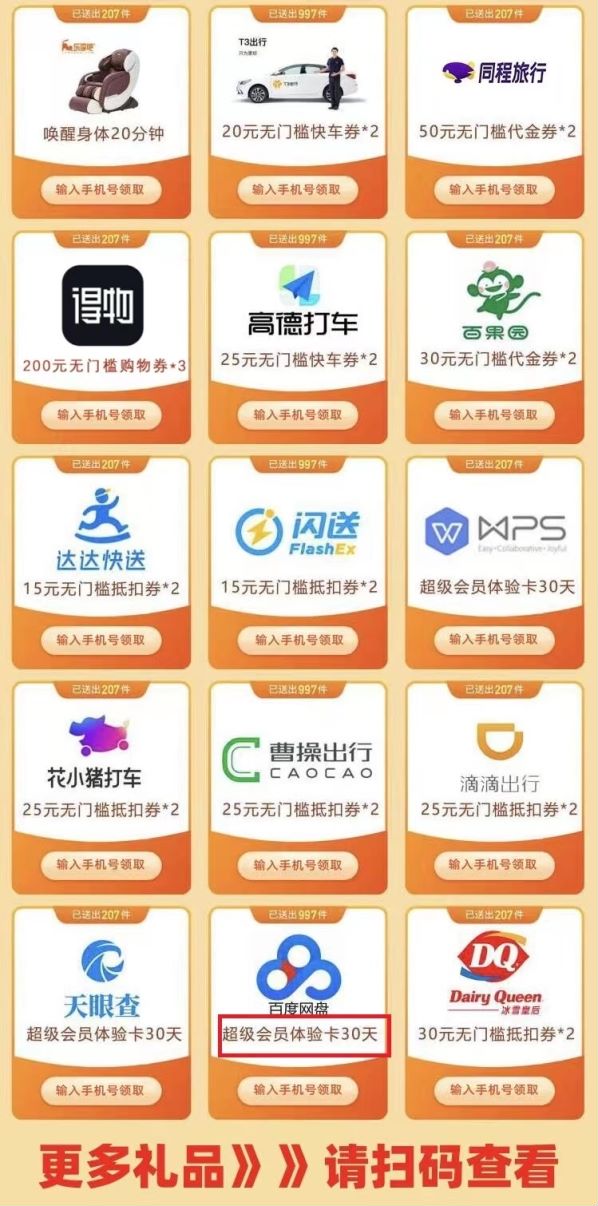 已送出207件
已送出997件
已送出207件
乐摩吧
T3出行
只为更好
T3出行
同程旅行
唤醒身体20分钟
20元无门槛快车券*2
50元无门槛代金券*2
输入手机号领取
输入手机号领取
输入手机号领取
已送出207件
已送出997件
已送出207件
得物
高德打车
百果园
200元无门槛购物券*3
25元无门槛快车券*2
30元无门槛代金券*2
输入手机号领取
输入手机号领取
输入手机号领取
已送出207件
已送出997件
已送出207件
达达快送
闪送
FlashEx
W WPS
Easy·Collaborative·Joyful
15元无门槛抵扣券*2
15元无门槛抵扣券*2
超级会员体验卡30天
输入手机号领取
输入手机号领取
输入手机号领取
已送出207件
已送出997件
已送出207件
花小猪打车
曹操出行
CAOCAO
滴滴出行
25元无门槛抵扣券*2
25元无门槛抵扣券*2
25元无门槛抵扣券*2
输入手机号领取
输入手机号领取
输入手机号领取
已送出207件
已送出997件
已送出207件
天眼查
百度网盘
DQ
Dairy Queen
冰雪皇后
超级会员体验卡30天
超级会员体验卡30天
30元无门槛抵扣券*2
输入手机号领取
输入手机号领取
输入手机号领取
更多礼品》》请扫码查看